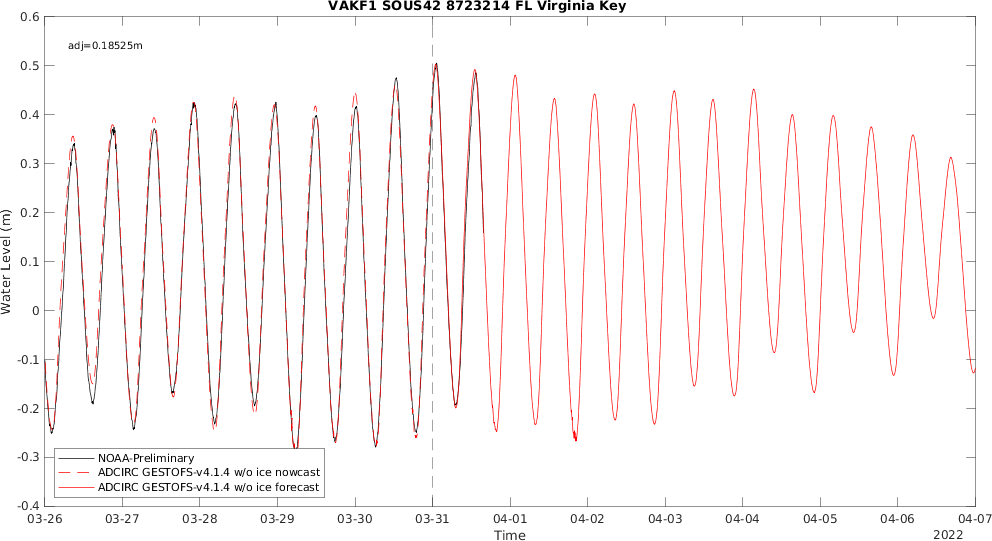 VAKF1 SOUS42 8723214 FL Virginia Key
0.6
0.5
0.4
0.3
0.2
0.1
0
-0.1
-0.2
-0.3
-0.4
Water Level (m)
adj=0.18525m
NOAA-Preliminary
ADCIRC GESTOFS-v4.1.4 w/o ice nowcast
ADCIRC GESTOFS-v4.1.4 w/o ice forecast
03-26 03-27 03-28 03-29 03-30 03-31 04-01 04-02 04-03 04-04 04-05 04-06 04-07
Time
2022